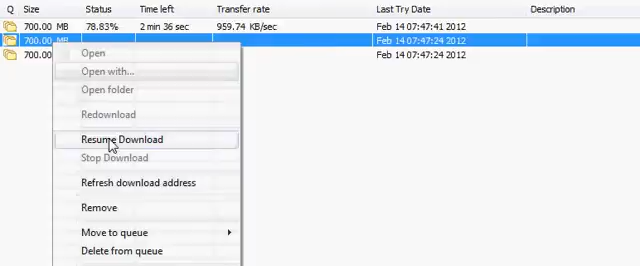 Q Size Status Time left Transfer rate Last Try Date Description
700.00 MB 78.83% 2 min 36 sec 959.74 KB/sec Feb 14 07:47:41 2012
700.00 MB Feb 14 07:47:24 2012
700.00 Feb 14 07:47:24 2012
Open
Open with...
Open folder
Redownload
Resume Download
Stop Download
Refresh download address
Remove
Move to queue
Delete from queue